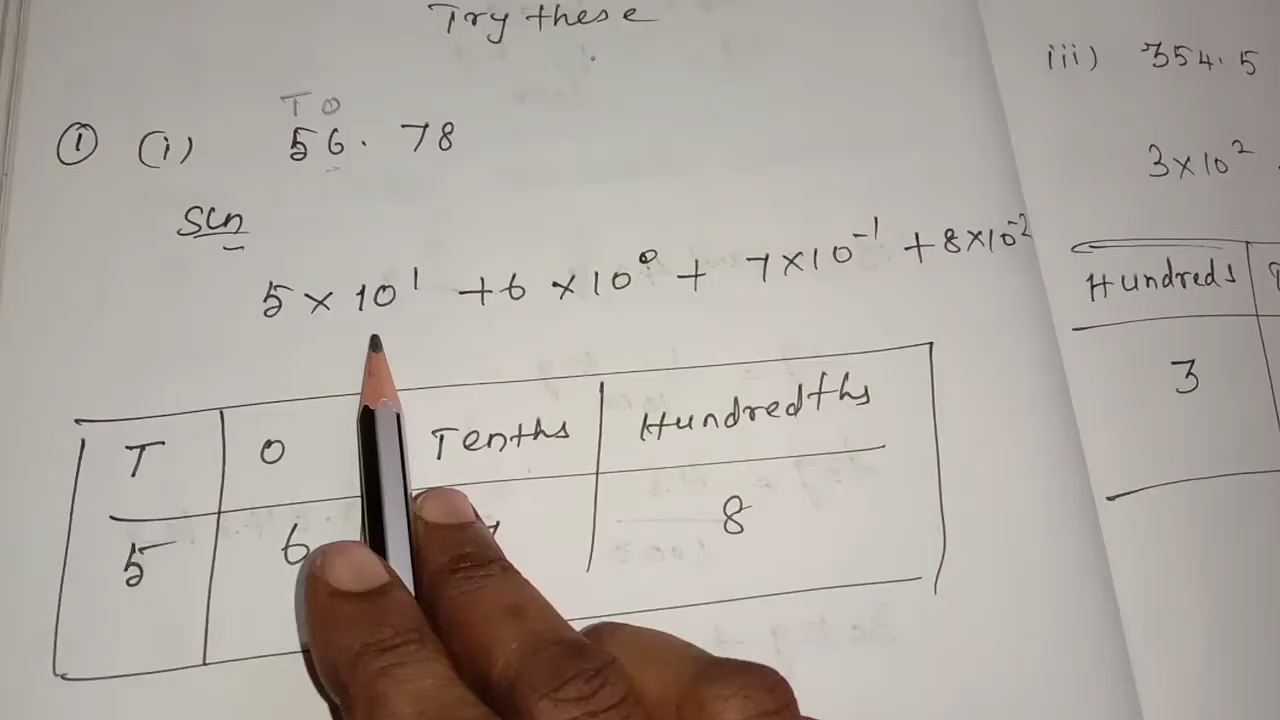 Try these
T O
① (i) 56.78
Soln
5 × 10¹ + 6 × 10⁰ + 7 × 10⁻¹ + 8 × 10⁻²
T O Tenths Hundredths
5 6 8
iii) 354.5
3 × 10²
Hundreds
3